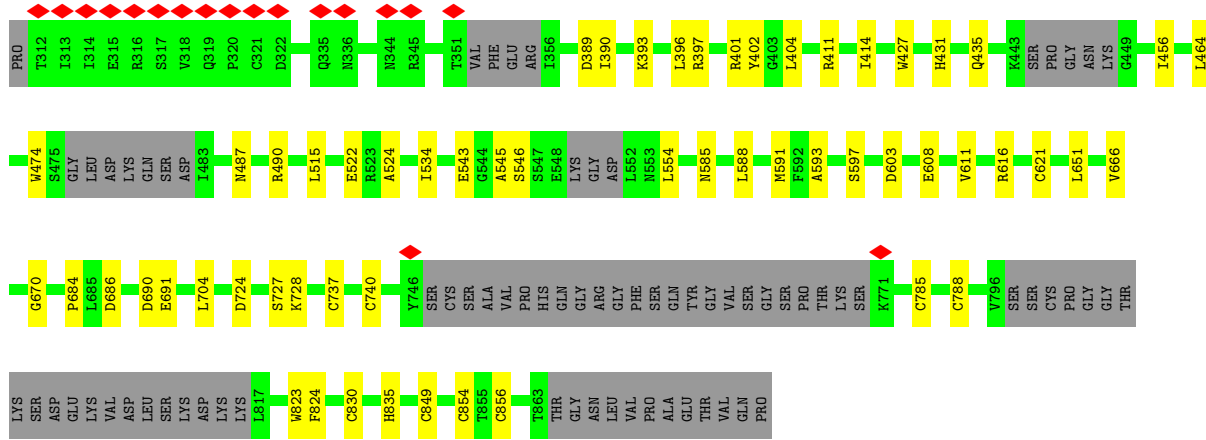 PRO T312 I313 I314 E315 R316 S317 V318 Q319 P320 C321 D322 Q335 N336 N344 R345 T351 VAL PHE GLU ARG I356 D389 I390 K393 L396 R397 R401 Y402 G403 L404 R411 I414 W427 H431 Q435 K443 SER PRO GLY ASN LYS G449 I456 L464
W474 S475 GLY LEU ASP LYS GLN SER ASP I483 N487 R490 L515 E522 R523 A524 I534 E543 G544 A545 S546 S547 E548 LYS GLY ASP L552 N553 L554 N585 L588 M591 F592 A593 S597 D603 E608 V611 R616 C621 L651 V666
G670 P684 L685 D686 D690 E691 L704 D724 S727 K728 C737 C740 Y746 SER CYS SER ALA VAL PRO HIS GLN GLY ARG GLY PHE SER GLN TYR GLY VAL SER GLY SER PRO THR LYS SER K771 C785 C788 V796 SER SER CYS PRO GLY GLY THR
LYS SER ASP GLU LYS VAL ASP LEU SER LYS ASP LYS LYS L817 W823 F824 C830 H835 C849 C854 T855 C856 T863 THR GLY ASN LEU VAL PRO ALA GLU THR VAL GLN PRO